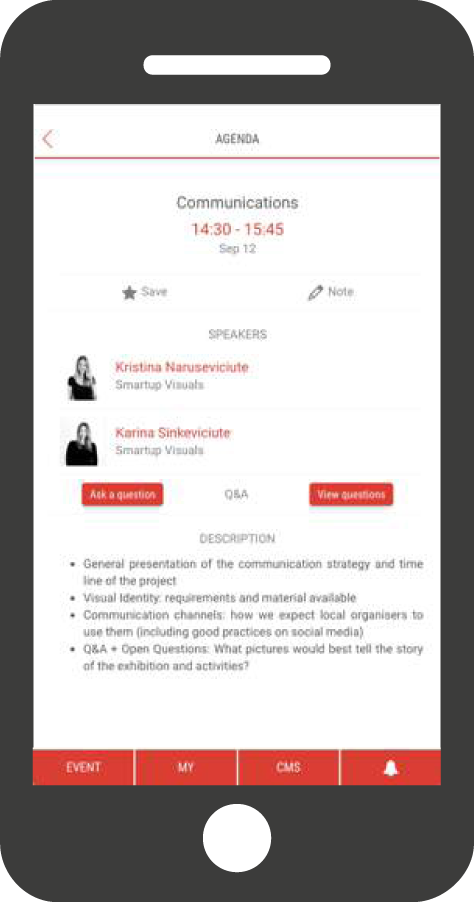 AGENDA
Communications
14:30 - 15:45
Sep 12
Save
Note
SPEAKERS
Kristina Naruseviciute
Smartup Visuals
Karina Sinkeviciute
Smartup Visuals
Ask a question
Q&A
View questions
DESCRIPTION
• General presentation of the communication strategy and time
line of the project
• Visual Identity: requirements and material available
• Communication channels: how we expect local organisers to
use them (including good practices on social media)
• Q&A + Open Questions: What pictures would best tell the story
of the exhibition and activities?
EVENT
MY
CMS